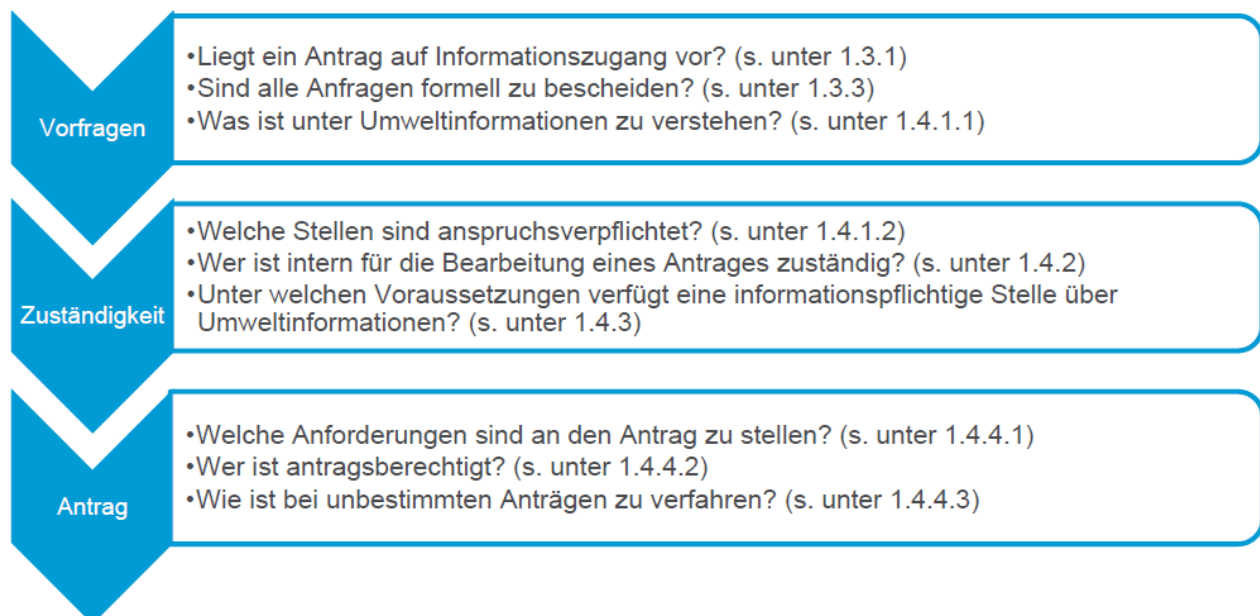 Vorfragen
•Liegt ein Antrag auf Informationszugang vor? (s. unter 1.3.1)
•Sind alle Anfragen formell zu bescheiden? (s. unter 1.3.3)
•Was ist unter Umweltinformationen zu verstehen? (s. unter 1.4.1.1)
Zuständigkeit
•Welche Stellen sind anspruchsverpflichtet? (s. unter 1.4.1.2)
•Wer ist intern für die Bearbeitung eines Antrages zuständig? (s. unter 1.4.2)
•Unter welchen Voraussetzungen verfügt eine informationspflichtige Stelle über
Umweltinformationen? (s. unter 1.4.3)
Antrag
•Welche Anforderungen sind an den Antrag zu stellen? (s. unter 1.4.4.1)
•Wer ist antragsberechtigt? (s. unter 1.4.4.2)
•Wie ist bei unbestimmten Anträgen zu verfahren? (s. unter 1.4.4.3)